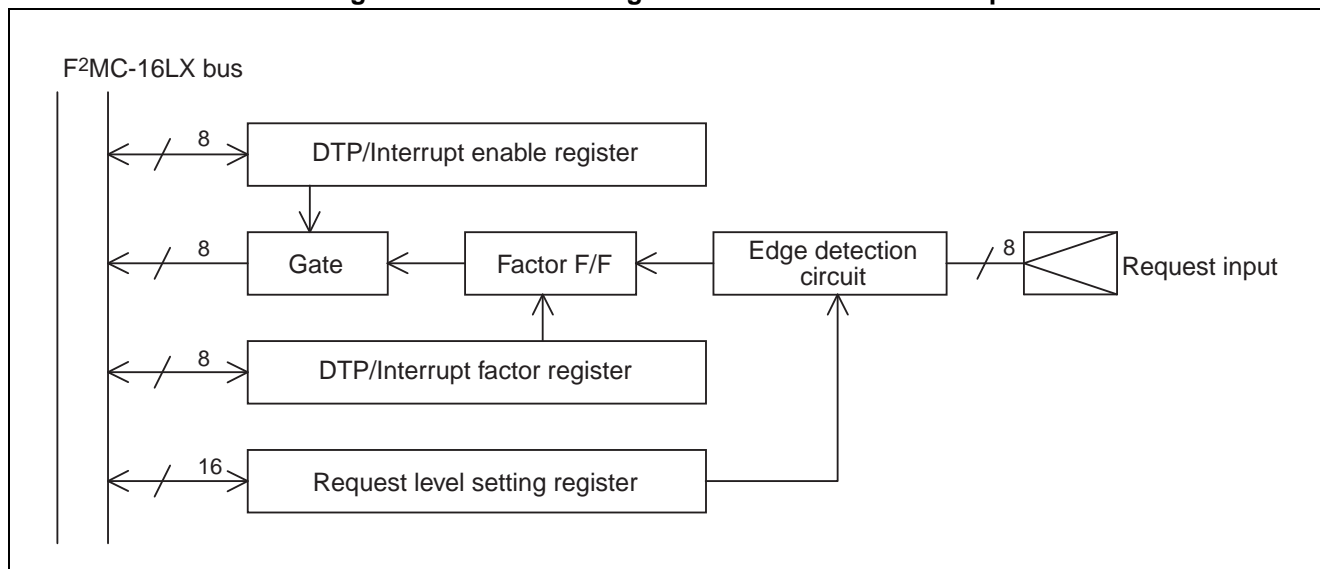 F2MC-16LX bus
8
DTP/Interrupt enable register
8
Gate
Factor F/F
Edge detection
circuit
8
Request input
8
DTP/Interrupt factor register
16
Request level setting register